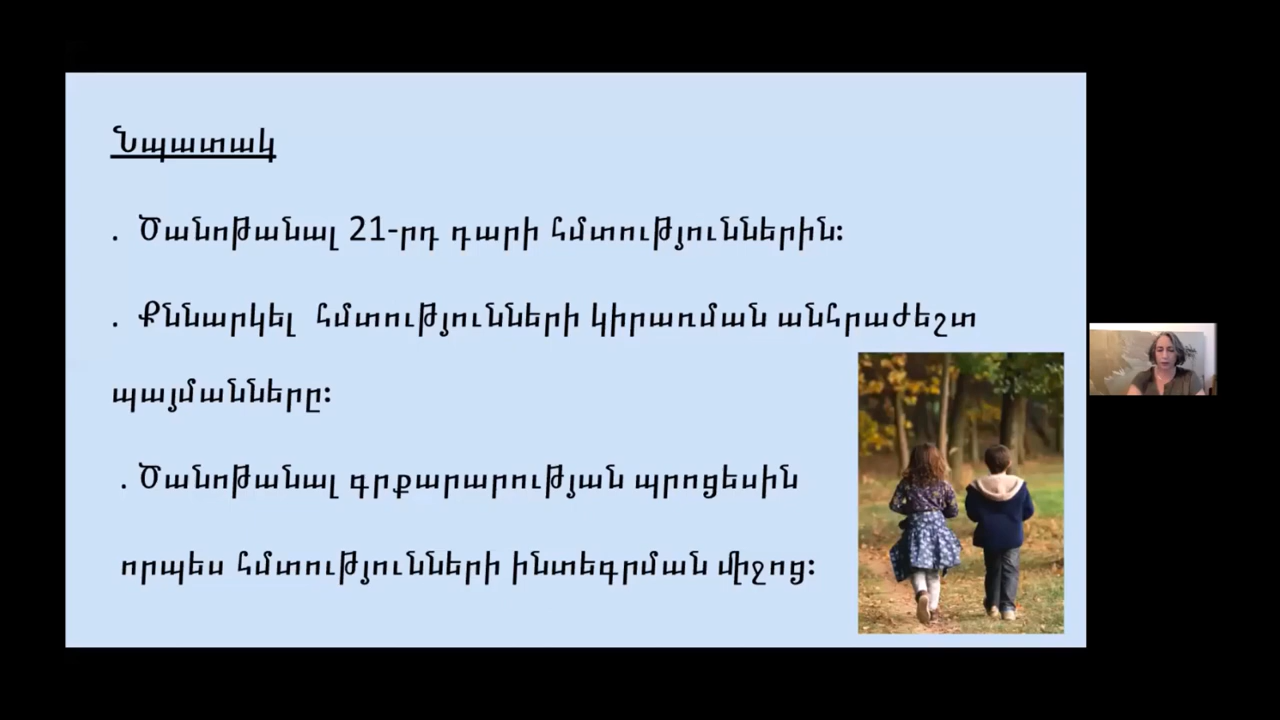 Նպատակ
. Ծանոթանալ 21-րդ դարի հմտություններին:
. Քննարկել հմտությունների կիրառման անհրաժեշտ
պայմանները:
. Ծանոթանալ գրքարարության պրոցեսին
որպես հմտությունների ինտեգրման միջոց: